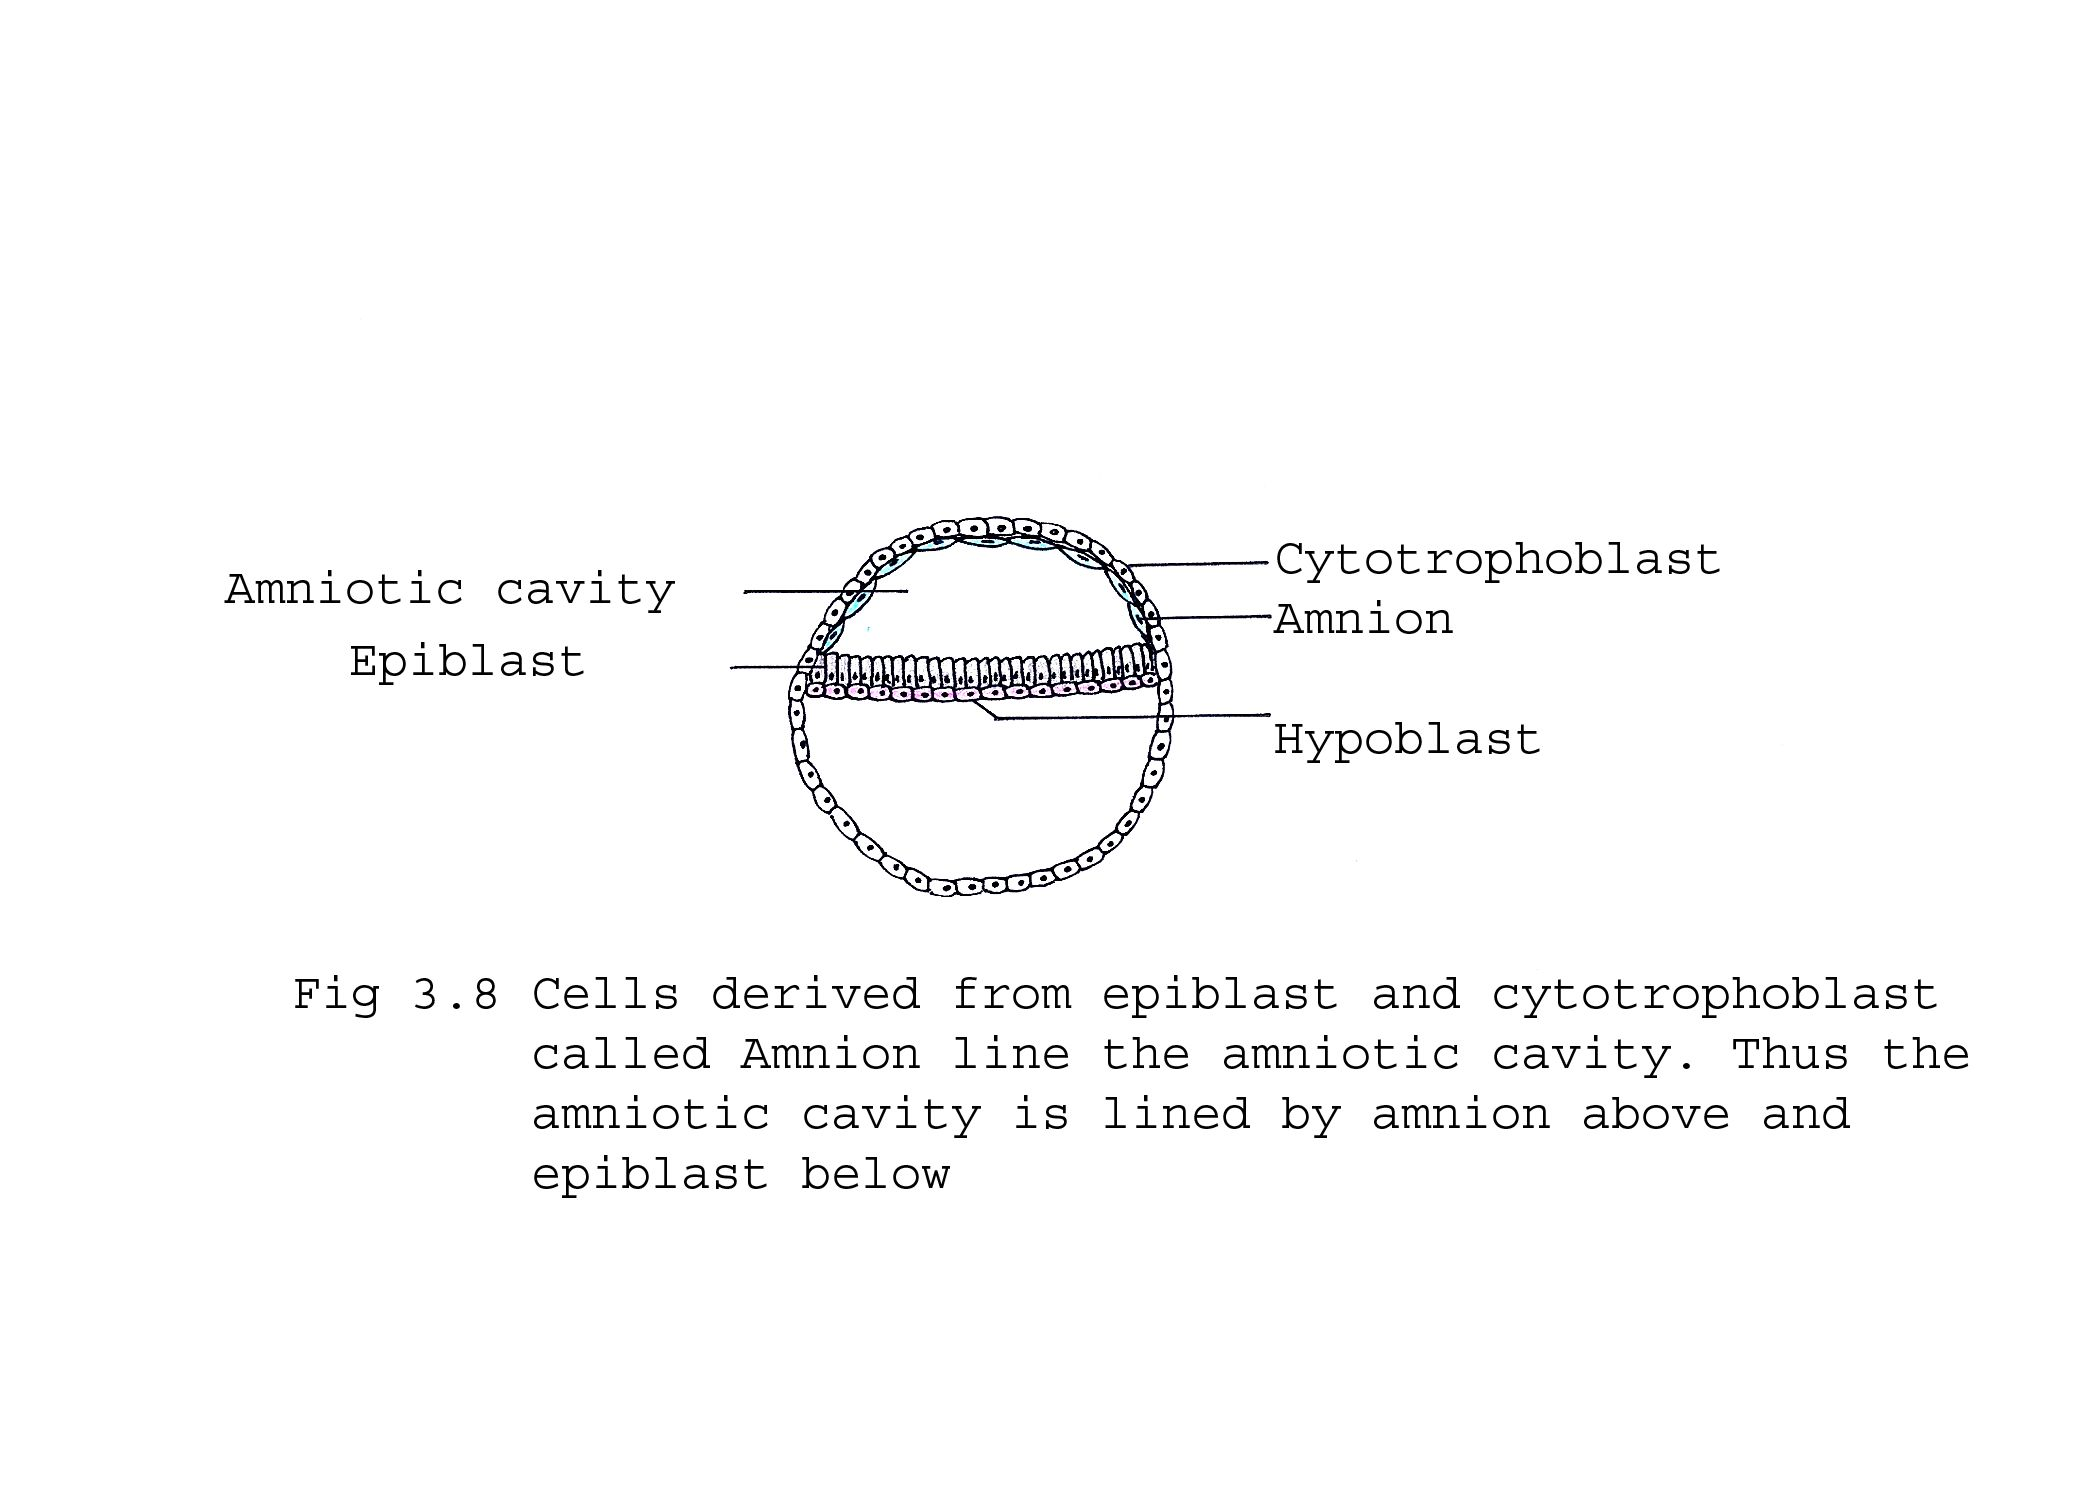 Amniotic cavity
Epiblast
Cytotrophoblast
Amnion
Hypoblast
Fig 3.8 Cells derived from epiblast and cytotrophoblast
called Amnion line the amniotic cavity. Thus the
amniotic cavity is lined by amnion above and
epiblast below